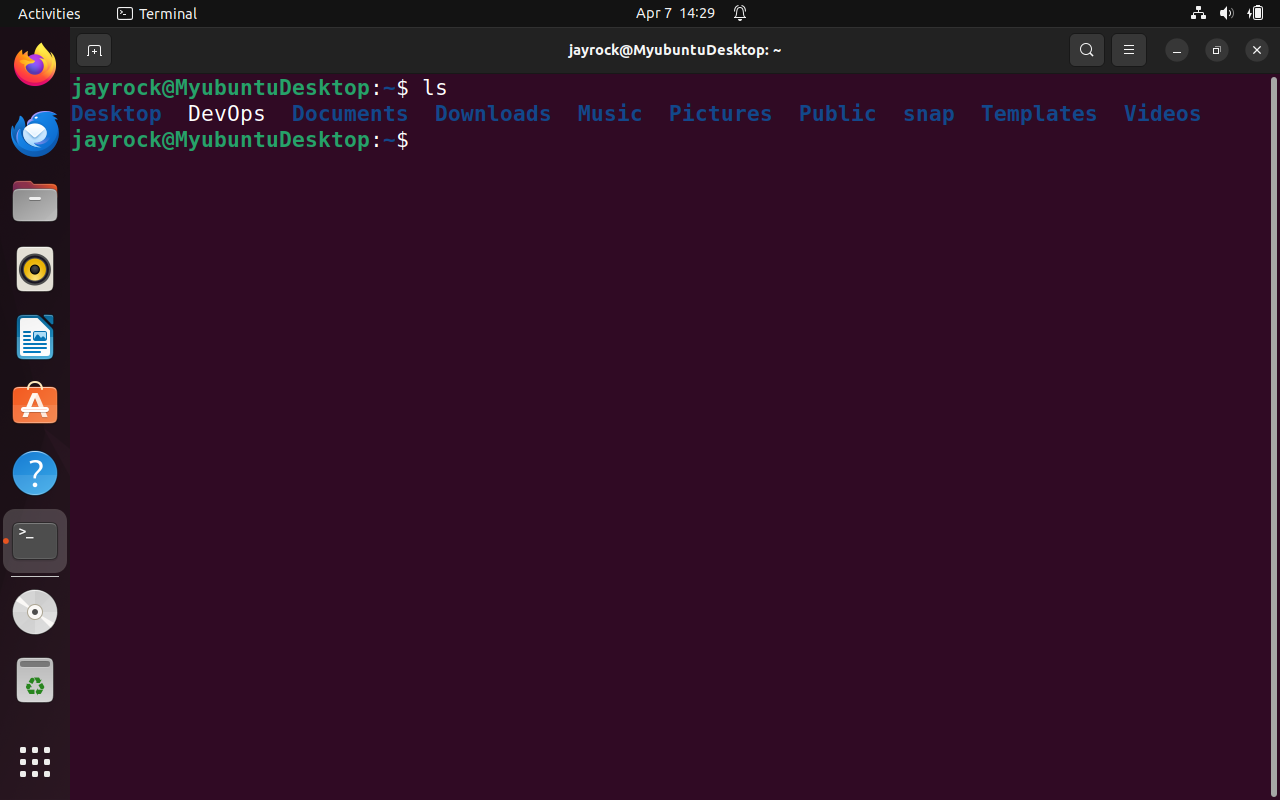 Activities Terminal Apr 7 14:29
jayrock@MyubuntuDesktop: ~
jayrock@MyubuntuDesktop:~$ ls
Desktop DevOps Documents Downloads Music Pictures Public snap Templates Videos
jayrock@MyubuntuDesktop:~$